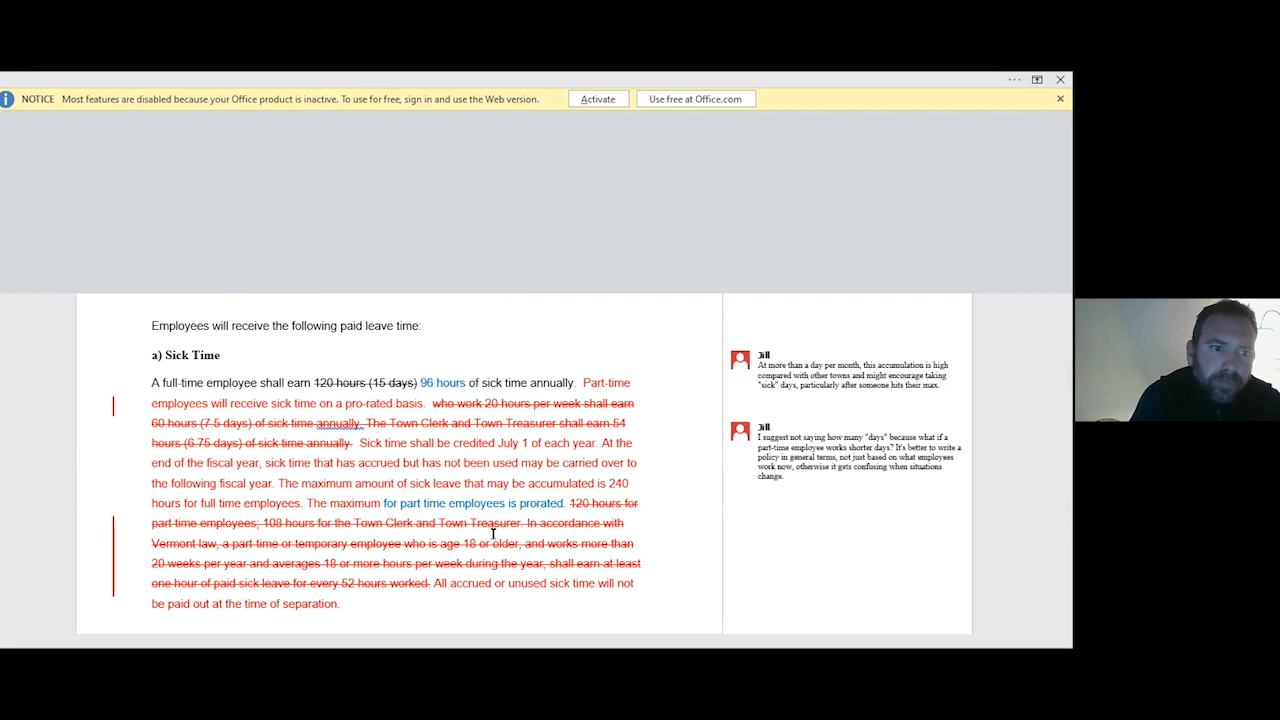 NOTICE Most features are disabled because your Office product is inactive. To use for free, sign in and use the Web version. Activate Use free at Office.com
Employees will receive the following paid leave time:
a) Sick Time
A full-time employee shall earn 120 hours (15 days) 96 hours of sick time annually. Part-time
employees will receive sick time on a pro-rated basis. who work 20 hours per week shall earn
60 hours (7.5 days) of sick time annually. The Town Clerk and Town Treasurer shall earn 54
hours (6.75 days) of sick time annually. Sick time shall be credited July 1 of each year. At the
end of the fiscal year, sick time that has accrued but has not been used may be carried over to
the following fiscal year. The maximum amount of sick leave that may be accumulated is 240
hours for full time employees. The maximum for part time employees is prorated. 120 hours for
part time employees; 108 hours for the Town Clerk and Town Treasurer. In accordance with
Vermont law, a part time or temporary employee who is age 18 or older, and works more than
20 weeks per year and averages 18 or more hours per week during the year, shall earn at least
one hour of paid sick leave for every 52 hours worked. All accrued or unused sick time will not
be paid out at the time of separation.
Jill
At more than a day per month, this accumulation is high
compared with other towns and might encourage taking
"sick" days, particularly after someone hits their max.
Jill
I suggest not saying how many "days" because what if a
part-time employee works shorter days? It's better to write a
policy in general terms, not just based on what employees
work now, otherwise it gets confusing when situations
change.